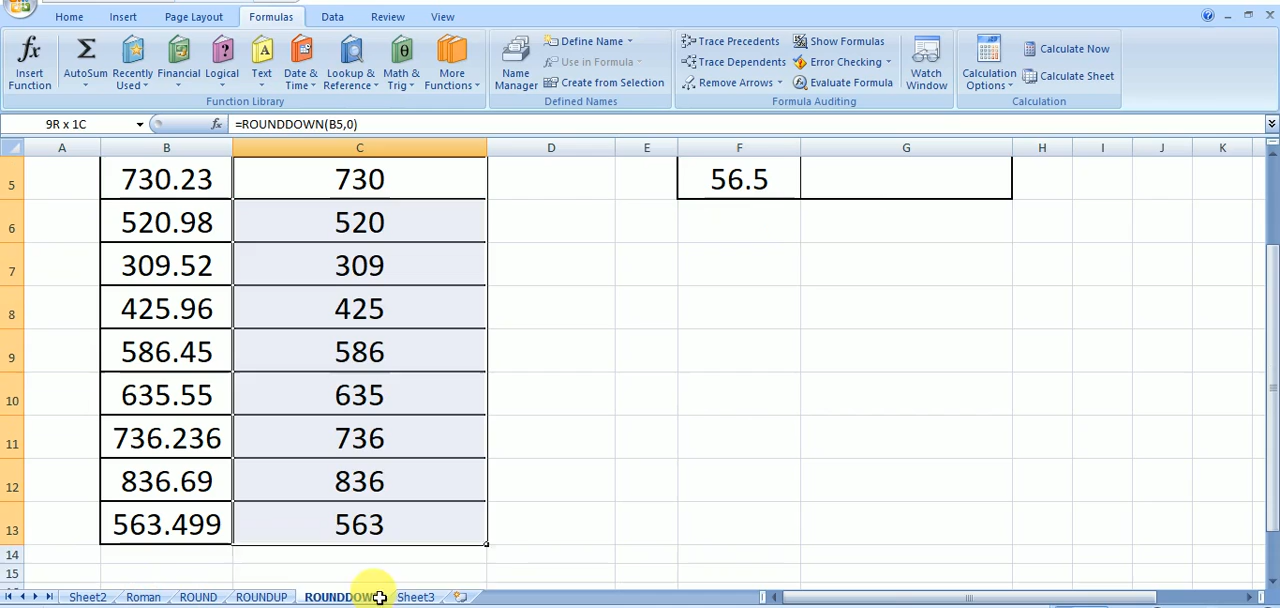 Home Insert Page Layout Formulas Data Review View
fx Insert Function
Σ AutoSum
Recently Used
Financial
? Logical
A Text
Date & Time
Lookup & Reference
θ Math & Trig
More Functions
Function Library
Name Manager
Define Name
Use in Formula
Create from Selection
Defined Names
Trace Precedents
Trace Dependents
Remove Arrows
Show Formulas
Error Checking
Evaluate Formula
Watch Window
Formula Auditing
Calculation Options
Calculate Now
Calculate Sheet
Calculation
9R x 1C fx =ROUNDDOWN(B5,0)
A B C D E F G H I J K
5 730.23 730 56.5
6 520.98 520
7 309.52 309
8 425.96 425
9 586.45 586
10 635.55 635
11 736.236 736
12 836.69 836
13 563.499 563
14
15
Sheet2 Roman ROUND ROUNDUP ROUNDDOWN Sheet3